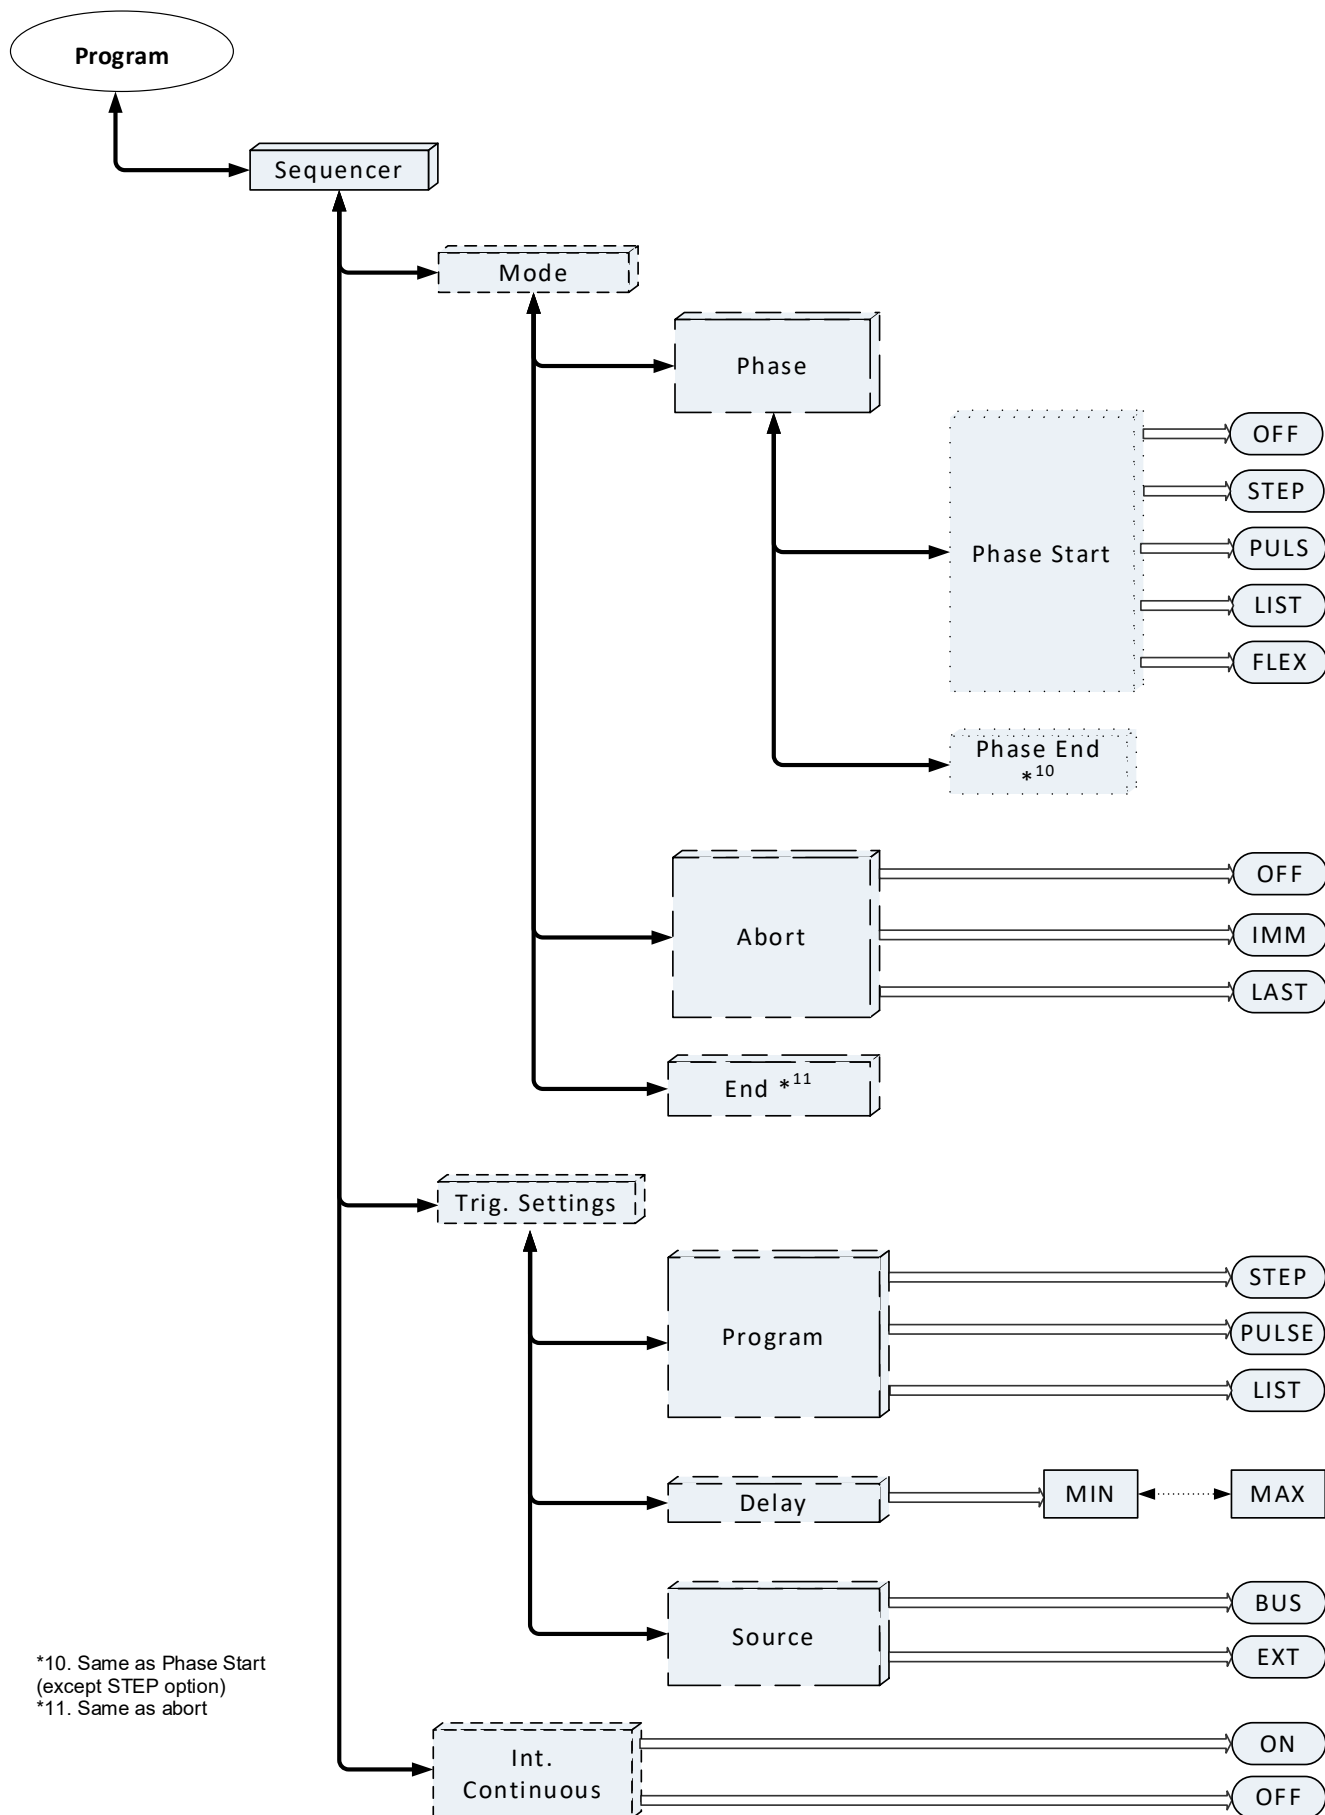 Program
Sequencer
Mode
Phase
OFF
STEP
Phase Start
PULS
LIST
FLEX
Phase End
*10
OFF
Abort
IMM
LAST
End *11
Trig. Settings
STEP
Program
PULSE
LIST
Delay
MIN
MAX
BUS
Source
EXT
*10. Same as Phase Start
(except STEP option)
*11. Same as abort
ON
Int.
Continuous
OFF